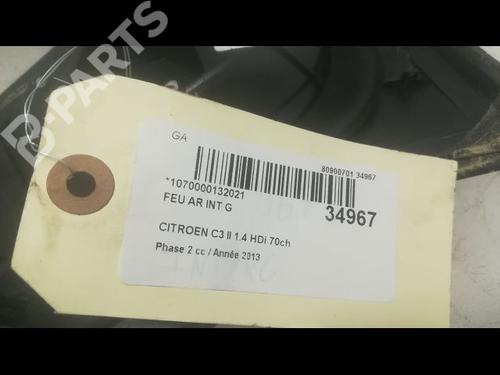 GA
80900701 34967
*1070000132021
34967
FEU AR INT G
CITROEN C3 II 1.4 HDi 70ch
Phase 2 cc / Année 2013
B-PARTS